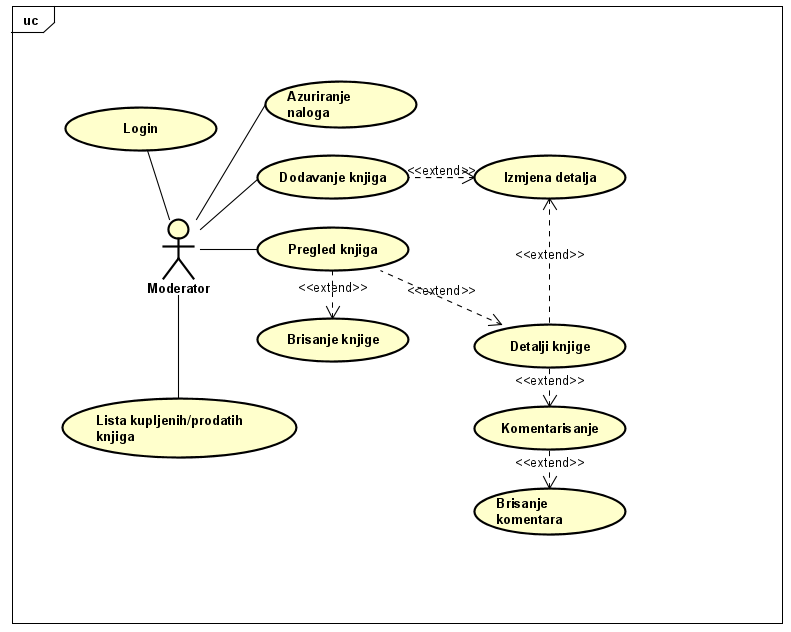 uc
Azuriranje
naloga
Login
Dodavanje knjiga
<<extend>>
Izmjena detalja
Pregled knjiga
<<extend>>
<<extend>>
<<extend>>
Moderator
Brisanje knjige
Detalji knjige
<<extend>>
Lista kupljenih/prodatih
knjiga
Komentarisanje
<<extend>>
Brisanje
komentara